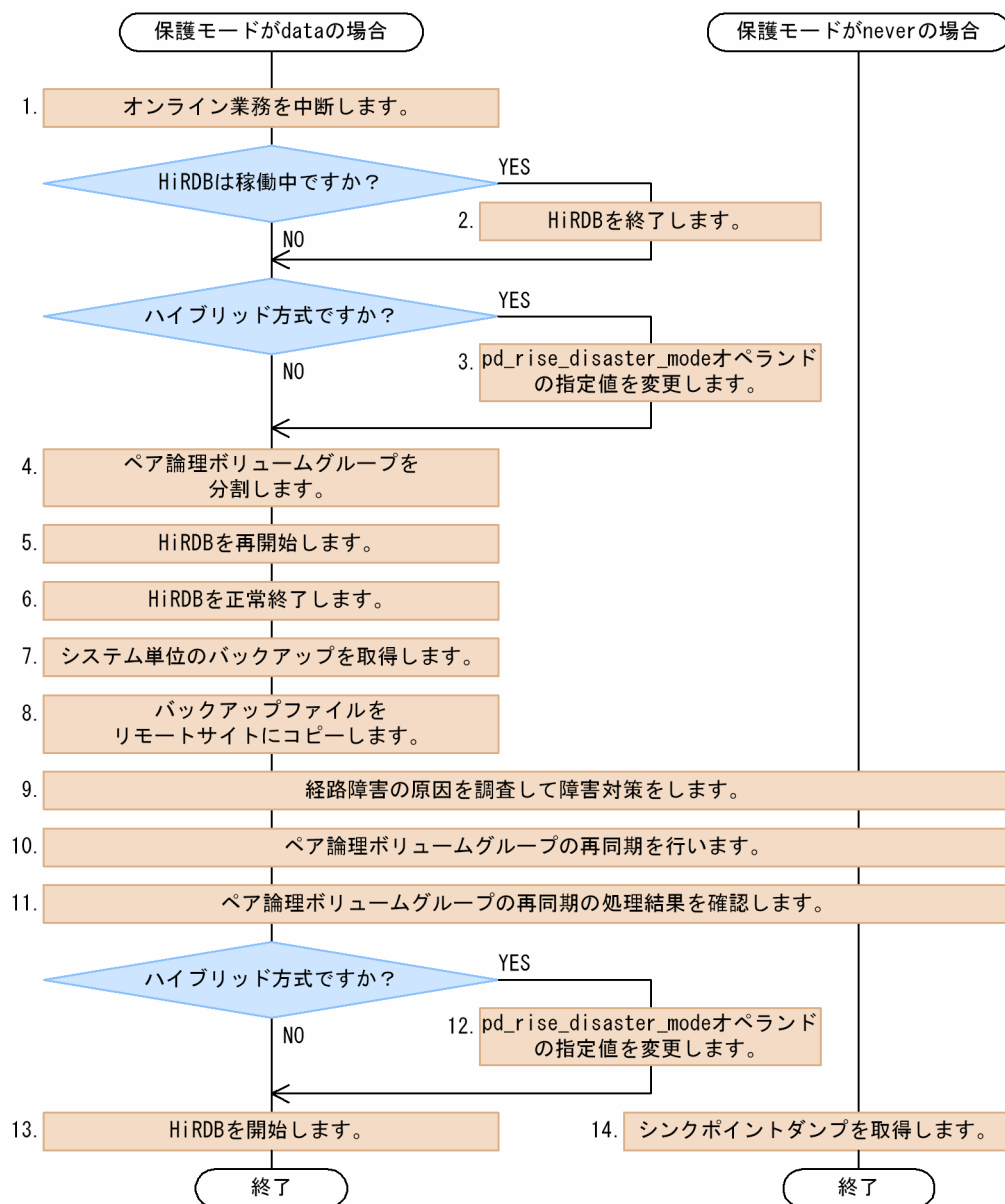 保護モードがdataの場合
保護モードがneverの場合
1. オンライン業務を中断します。
HiRDBは稼働中ですか？
YES
2. HiRDBを終了します。
NO
ハイブリッド方式ですか？
YES
3. pd_rise_disaster_modeオペランド
の指定値を変更します。
NO
4. ペア論理ボリュームグループを
分割します。
5. HiRDBを再開始します。
6. HiRDBを正常終了します。
7. システム単位のバックアップを取得します。
8. バックアップファイルを
リモートサイトにコピーします。
9. 経路障害の原因を調査して障害対策をします。
10. ペア論理ボリュームグループの再同期を行います。
11. ペア論理ボリュームグループの再同期の処理結果を確認します。
ハイブリッド方式ですか？
YES
12. pd_rise_disaster_modeオペランド
の指定値を変更します。
NO
13. HiRDBを開始します。
14. シンクポイントダンプを取得します。
終了
終了